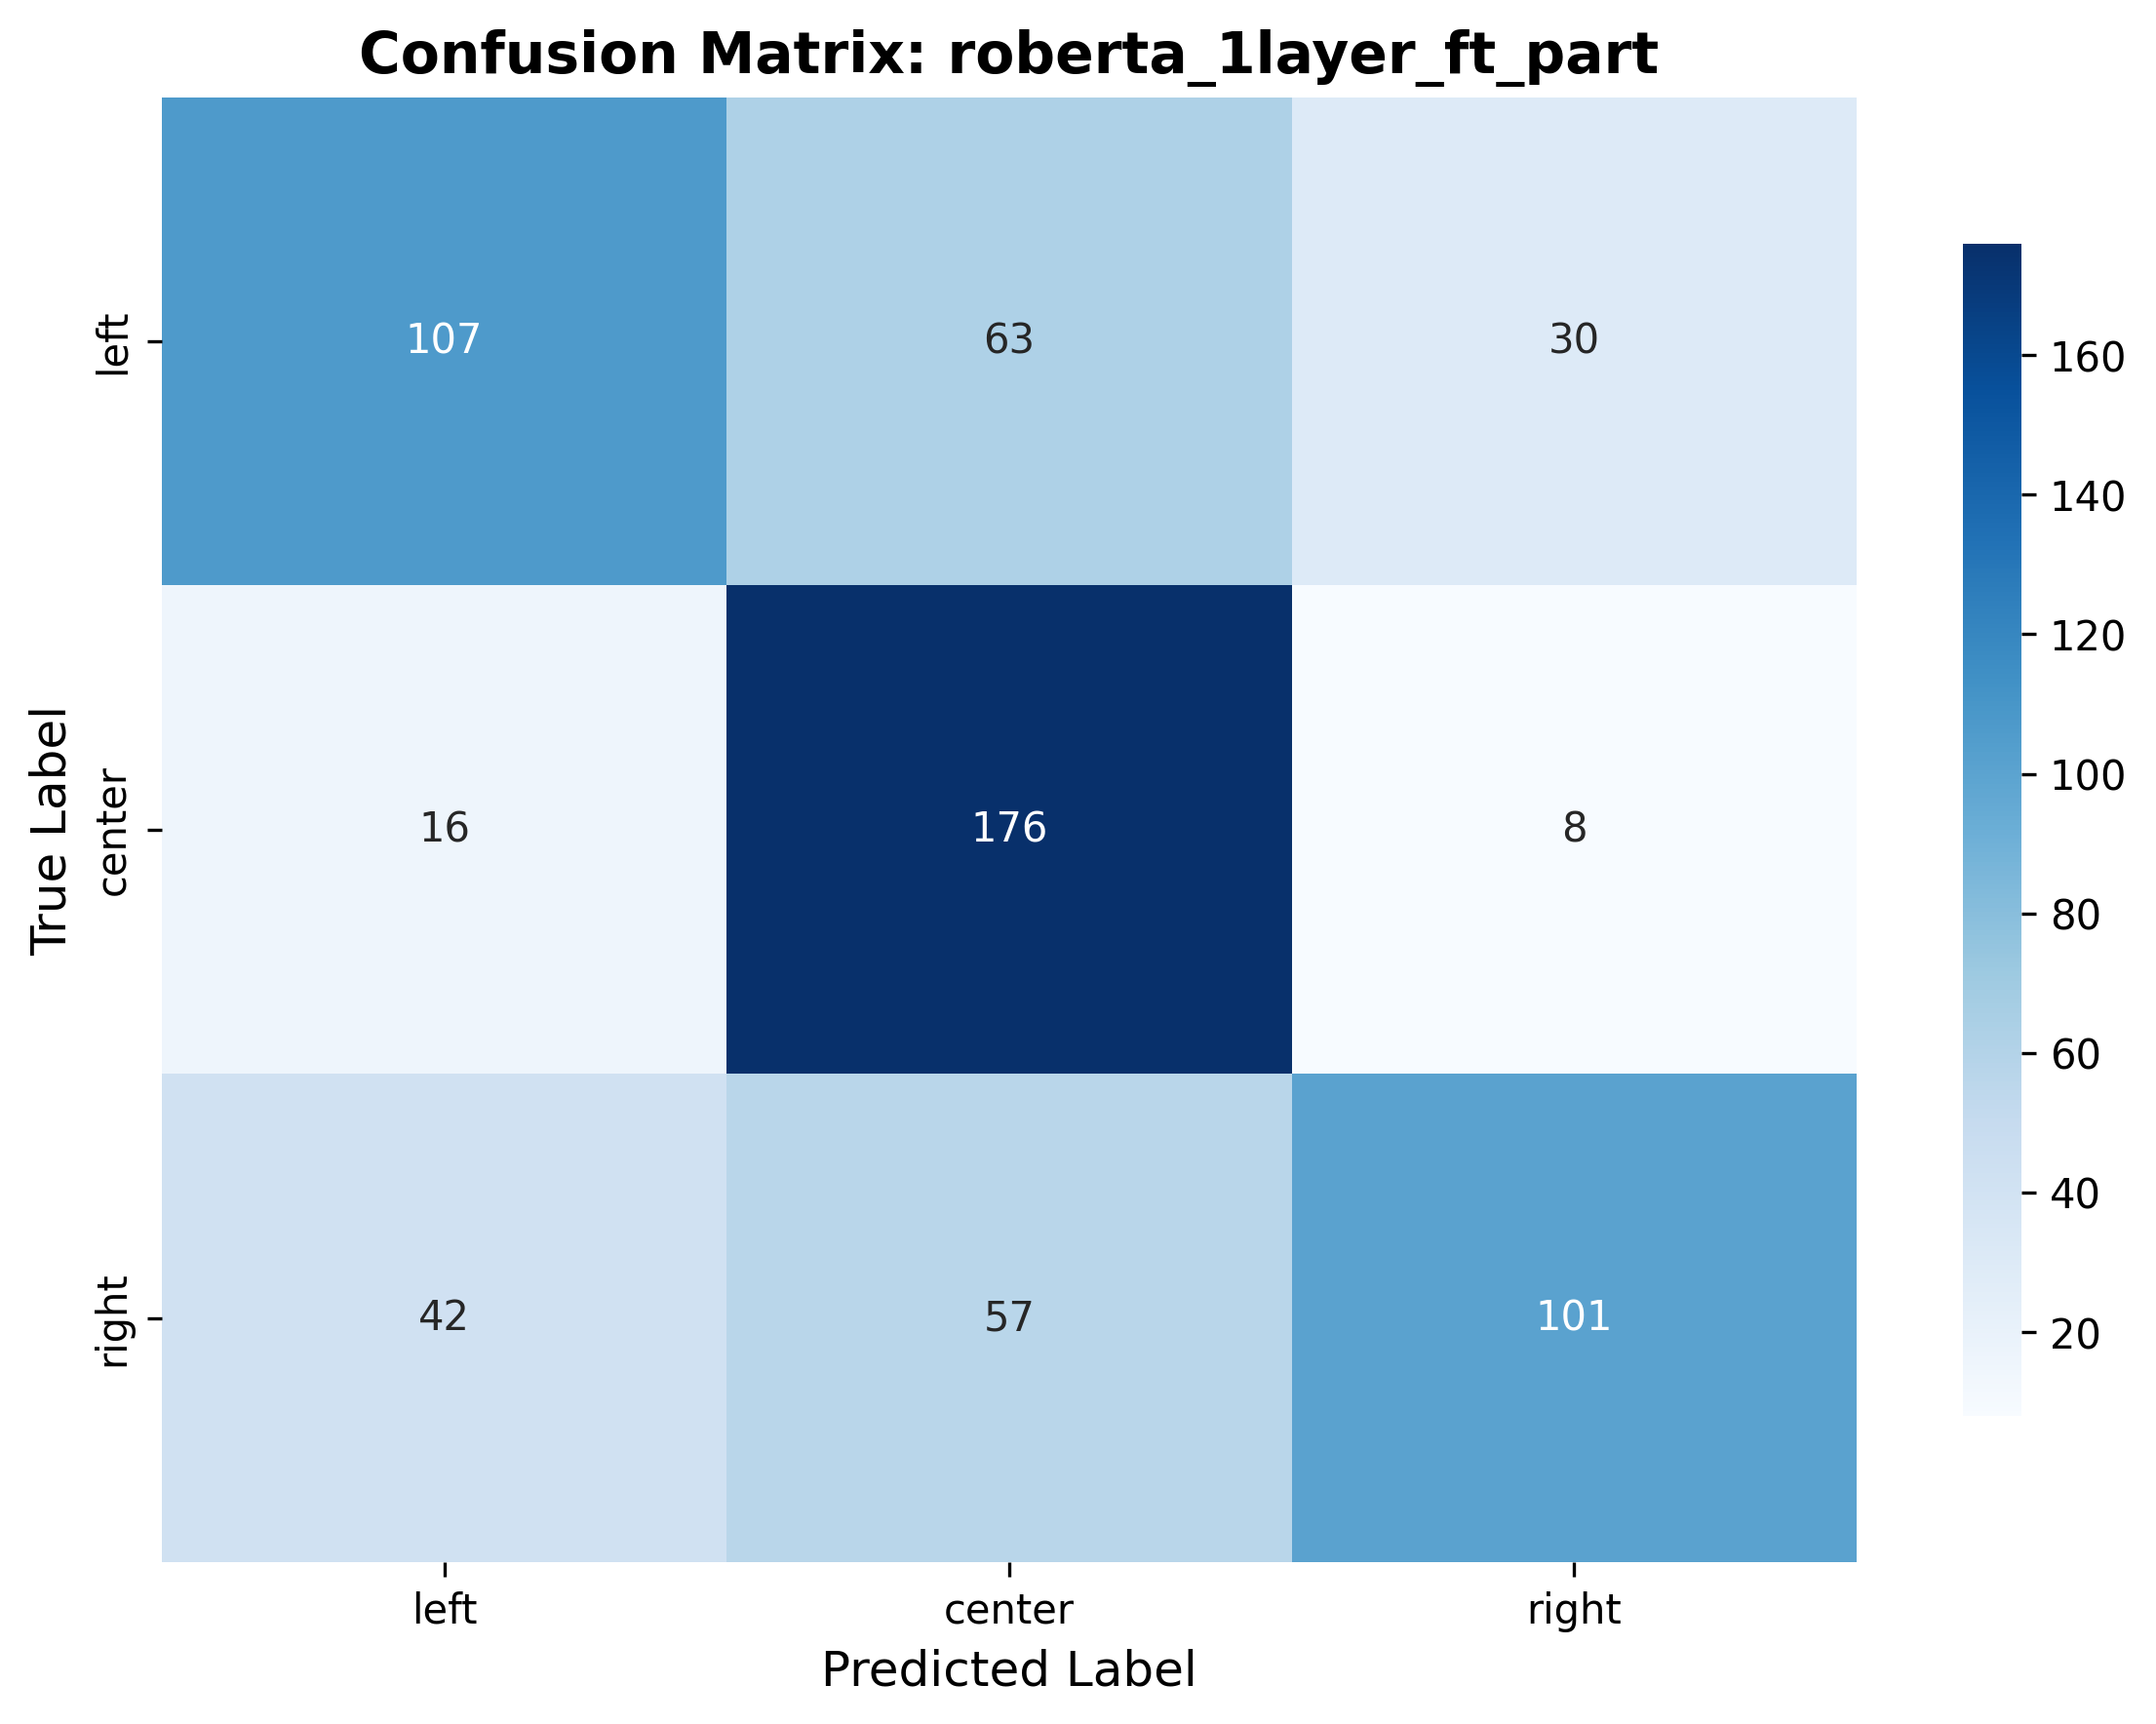 Confusion Matrix: roberta_1layer_ft_part
True Label
left
107 63 30
center
16 176 8
right
42 57 101
left center right
Predicted Label
160
140
120
100
80
60
40
20